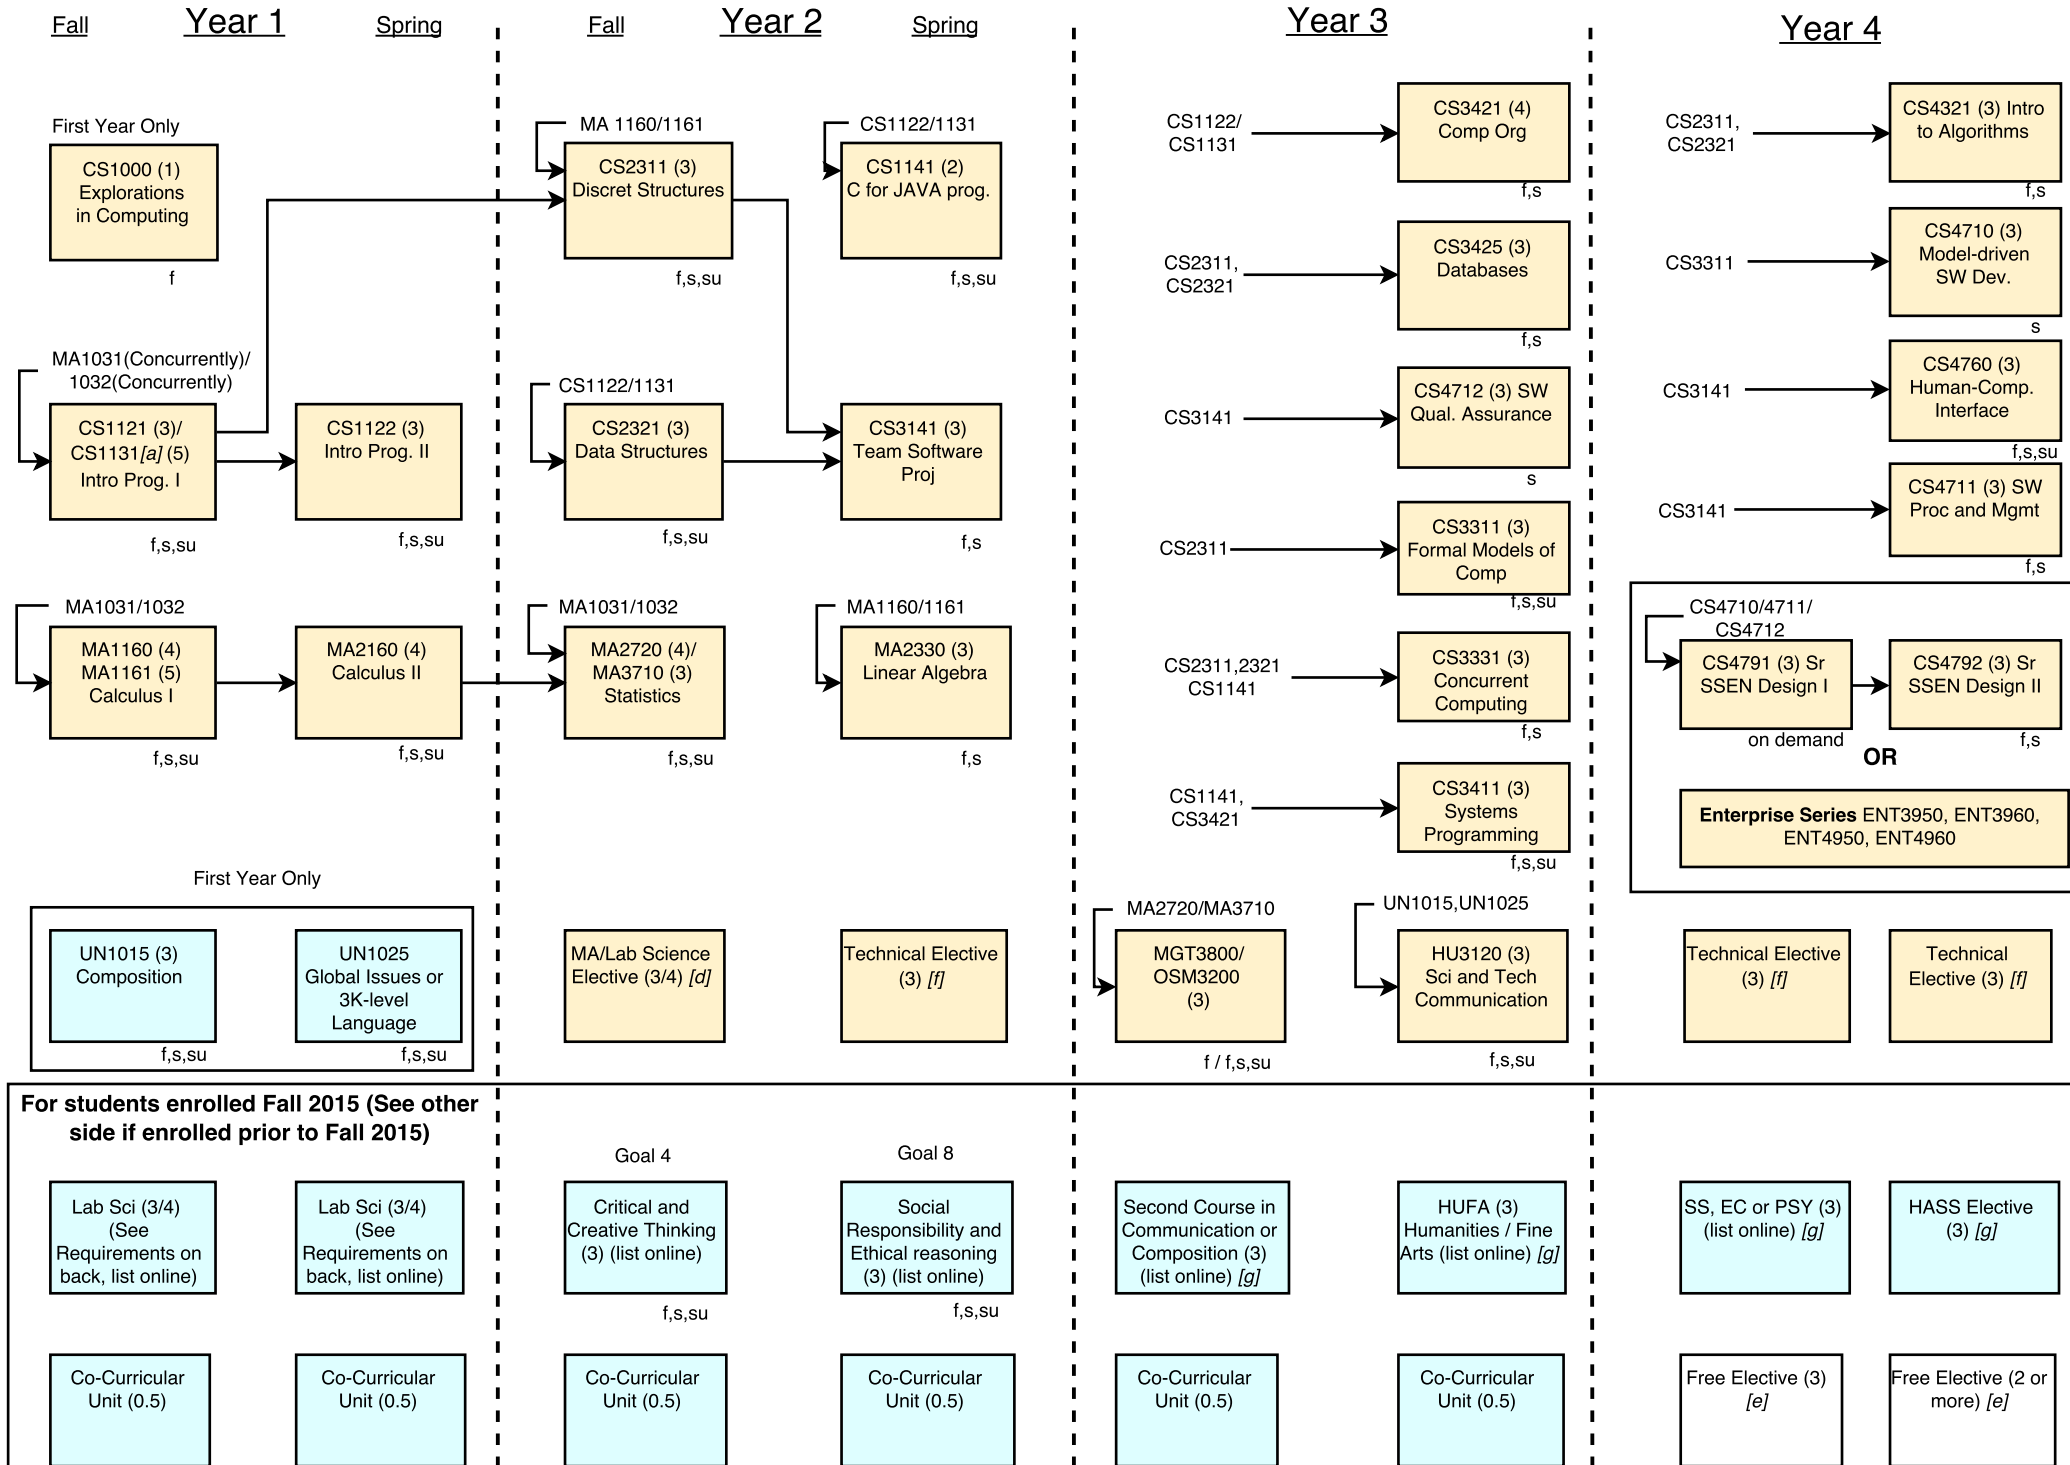 Fall
Year 1
Spring
Fall
Year 2
Spring
Year 3
Year 4
First Year Only
CS1000 (1)
Explorations
in Computing
f
MA1031(Concurrently)/
1032(Concurrently)
CS1121 (3)/
CS1131[a] (5)
Intro Prog. I
f,s,su
CS1122 (3)
Intro Prog. II
f,s,su
MA1031/1032
MA1160 (4)
MA1161 (5)
Calculus I
f,s,su
MA2160 (4)
Calculus II
f,s,su
First Year Only
UN1015 (3)
Composition
f,s,su
UN1025
Global Issues or
3K-level
Language
f,s,su
MA 1160/1161
CS2311 (3)
Discret Structures
f,s,su
CS1122/1131
CS1141 (2)
C for JAVA prog.
f,s,su
CS1122/1131
CS2321 (3)
Data Structures
f,s,su
CS3141 (3)
Team Software
Proj
f,s
MA1031/1032
MA2720 (4)/
MA3710 (3)
Statistics
f,s,su
MA1160/1161
MA2330 (3)
Linear Algebra
f,s
MA/Lab Science
Elective (3/4) [d]
Technical Elective
(3) [f]
CS1122/
CS1131
CS3421 (4)
Comp Org
f,s
CS2311,
CS2321
CS3425 (3)
Databases
f,s
CS3141
CS4712 (3) SW
Qual. Assurance
s
CS2311
CS3311 (3)
Formal Models of
Comp
f,s,su
CS2311,2321
CS1141
CS3331 (3)
Concurrent
Computing
f,s
CS1141,
CS3421
CS3411 (3)
Systems
Programming
f,s,su
MA2720/MA3710
MGT3800/
OSM3200
(3)
f / f,s,su
UN1015,UN1025
HU3120 (3)
Sci and Tech
Communication
f,s,su
CS2311,
CS2321
CS4321 (3) Intro
to Algorithms
f,s
CS3311
CS4710 (3)
Model-driven
SW Dev.
s
CS3141
CS4760 (3)
Human-Comp.
Interface
f,s,su
CS3141
CS4711 (3) SW
Proc and Mgmt
f,s
CS4710/4711/
CS4712
CS4791 (3) Sr
SSEN Design I
on demand
CS4792 (3) Sr
SSEN Design II
f,s
OR
Enterprise Series ENT3950, ENT3960,
ENT4950, ENT4960
Technical Elective
(3) [f]
Technical
Elective (3) [f]
For students enrolled Fall 2015 (See other
side if enrolled prior to Fall 2015)
Lab Sci (3/4)
(See
Requirements on
back, list online)
Lab Sci (3/4)
(See
Requirements on
back, list online)
Goal 4
Critical and
Creative Thinking
(3) (list online)
f,s,su
Goal 8
Social
Responsibility and
Ethical reasoning
(3) (list online)
f,s,su
Second Course in
Communication or
Composition (3)
(list online) [g]
HUFA (3)
Humanities / Fine
Arts (list online) [g]
SS, EC or PSY (3)
(list online) [g]
HASS Elective
(3) [g]
Co-Curricular
Unit (0.5)
Co-Curricular
Unit (0.5)
Co-Curricular
Unit (0.5)
Co-Curricular
Unit (0.5)
Co-Curricular
Unit (0.5)
Co-Curricular
Unit (0.5)
Free Elective (3)
[e]
Free Elective (2 or
more) [e]